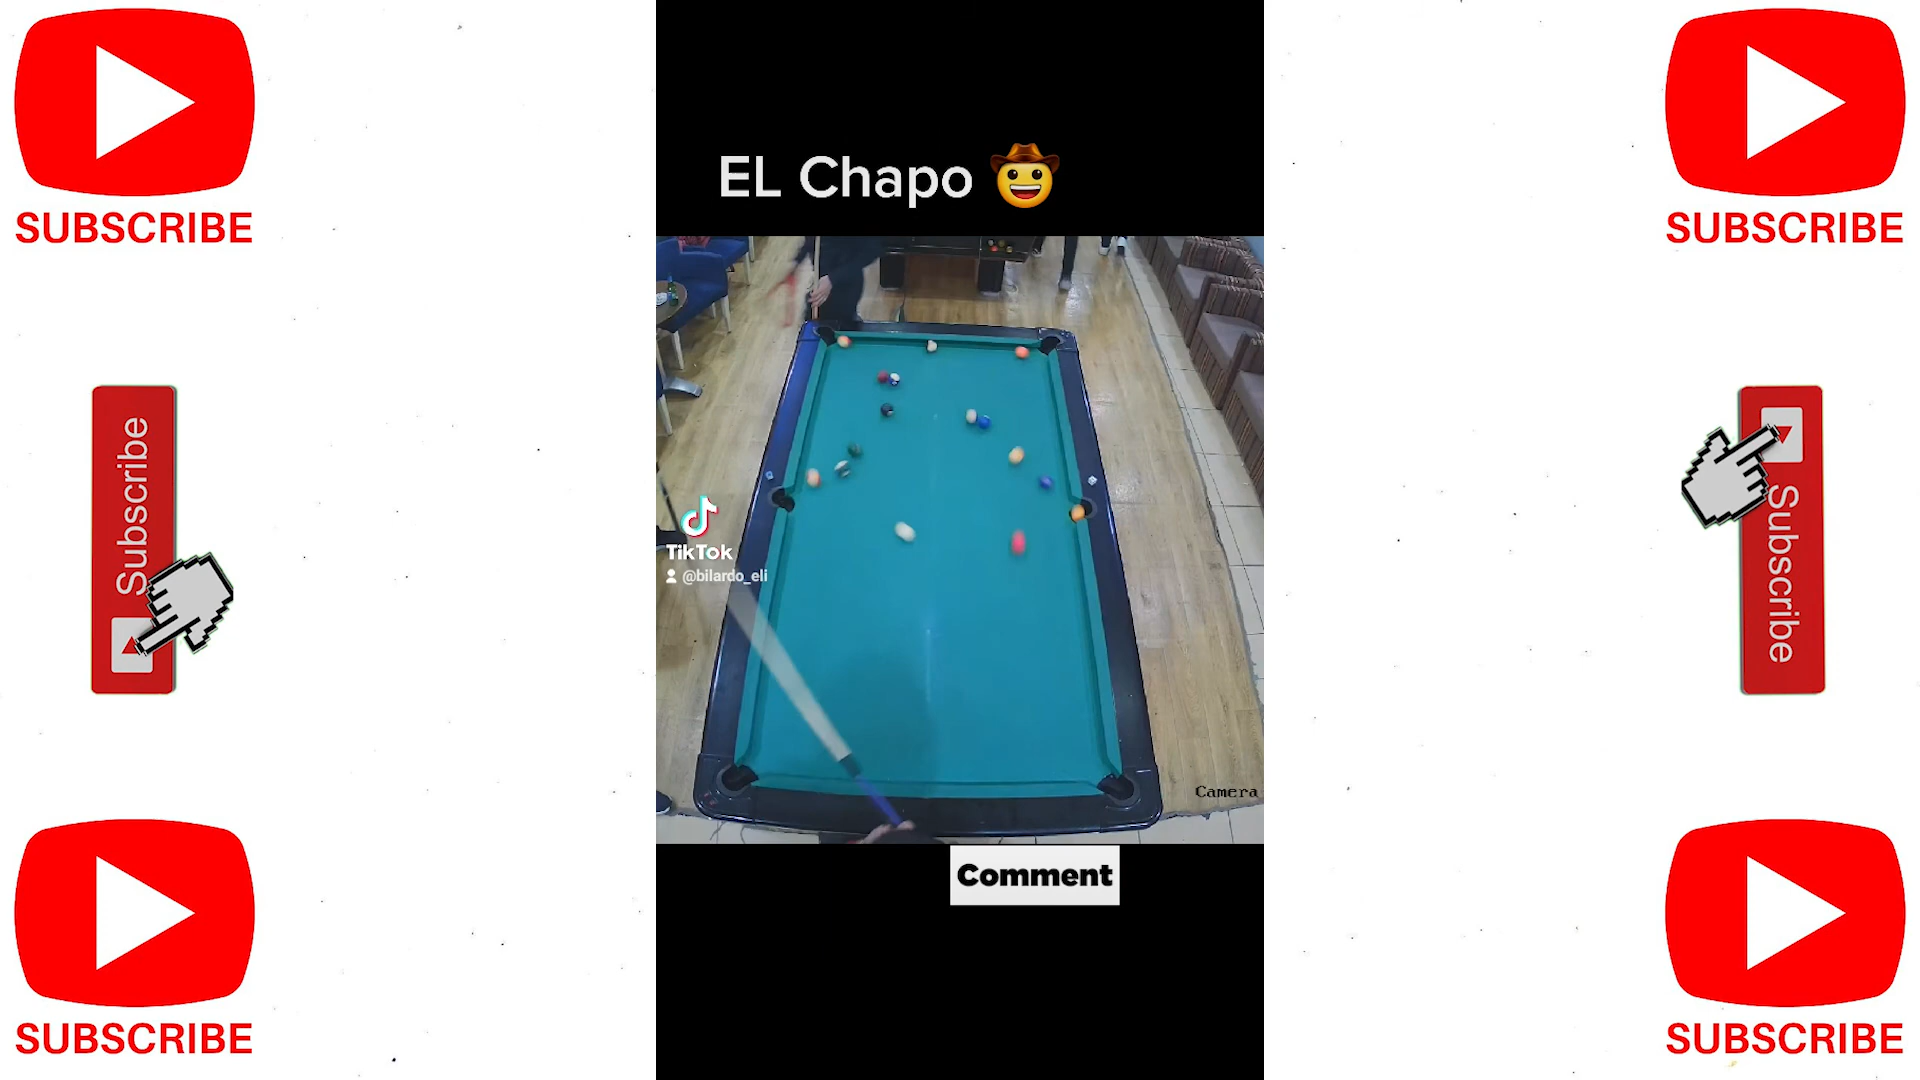 SUBSCRIBE
SUBSCRIBE
EL Chapo 🤠
Subscribe
Subscribe
TikTok
@bilardo_eli
Camera
Comment
SUBSCRIBE
SUBSCRIBE